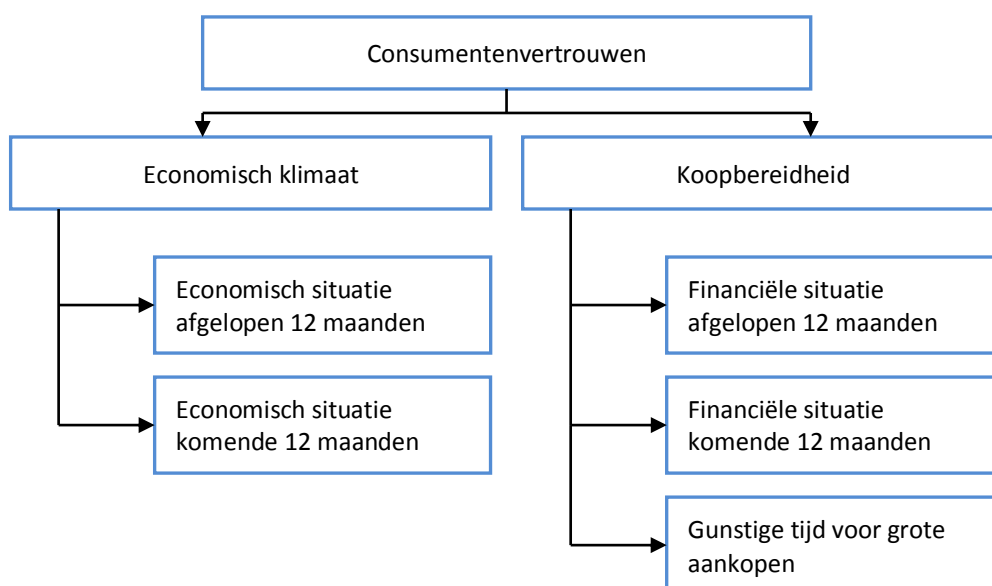 Consumentenvertrouwen
Economisch klimaat
Economisch situatie
afgelopen 12 maanden
Economisch situatie
komende 12 maanden
Koopbereidheid
Financiële situatie
afgelopen 12 maanden
Financiële situatie
komende 12 maanden
Gunstige tijd voor grote
aankopen